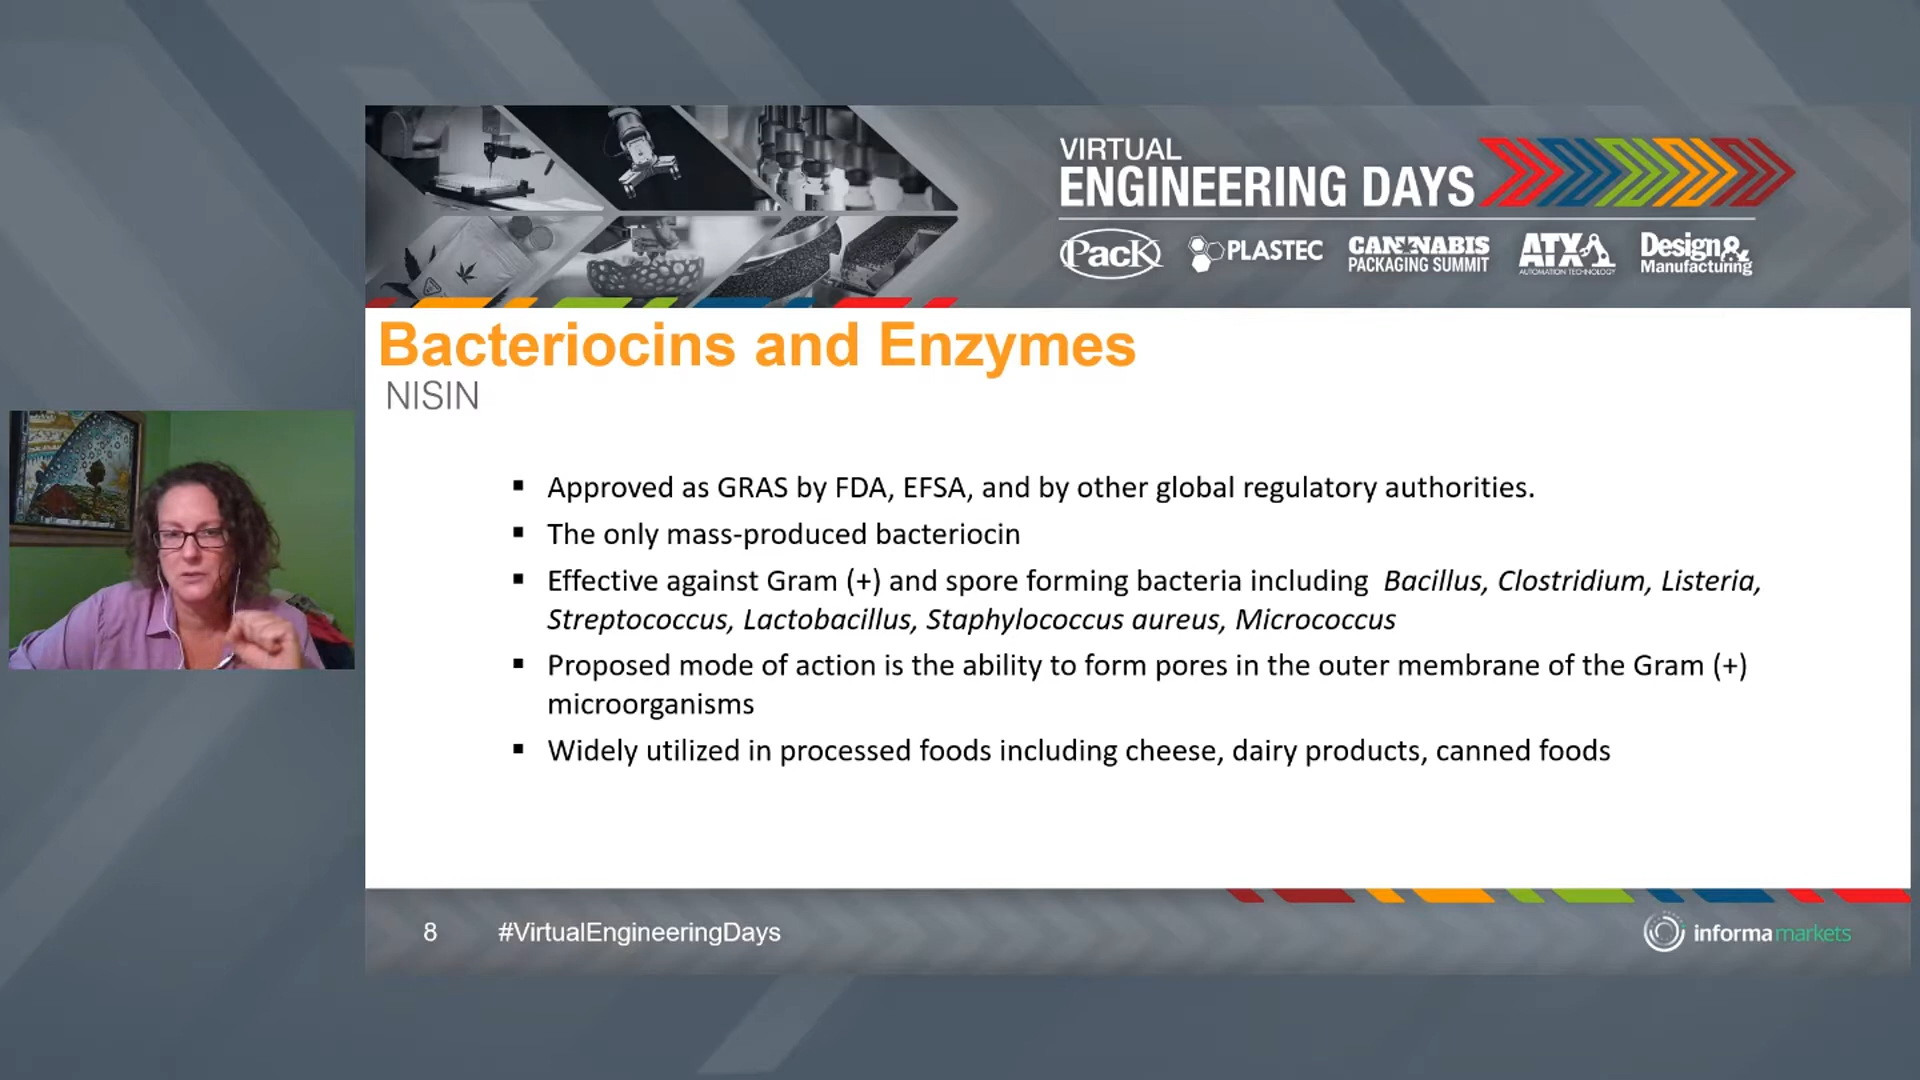 VIRTUAL
ENGINEERING DAYS
PACK
PLASTEC
CANNABIS
PACKAGING SUMMIT
ATX
AUTOMATION TECHNOLOGY
Design&
Manufacturing
Bacteriocins and Enzymes
NISIN
▪ Approved as GRAS by FDA, EFSA, and by other global regulatory authorities.
▪ The only mass-produced bacteriocin
▪ Effective against Gram (+) and spore forming bacteria including Bacillus, Clostridium, Listeria,
Streptococcus, Lactobacillus, Staphylococcus aureus, Micrococcus
▪ Proposed mode of action is the ability to form pores in the outer membrane of the Gram (+)
microorganisms
▪ Widely utilized in processed foods including cheese, dairy products, canned foods
8 #VirtualEngineeringDays
informa markets